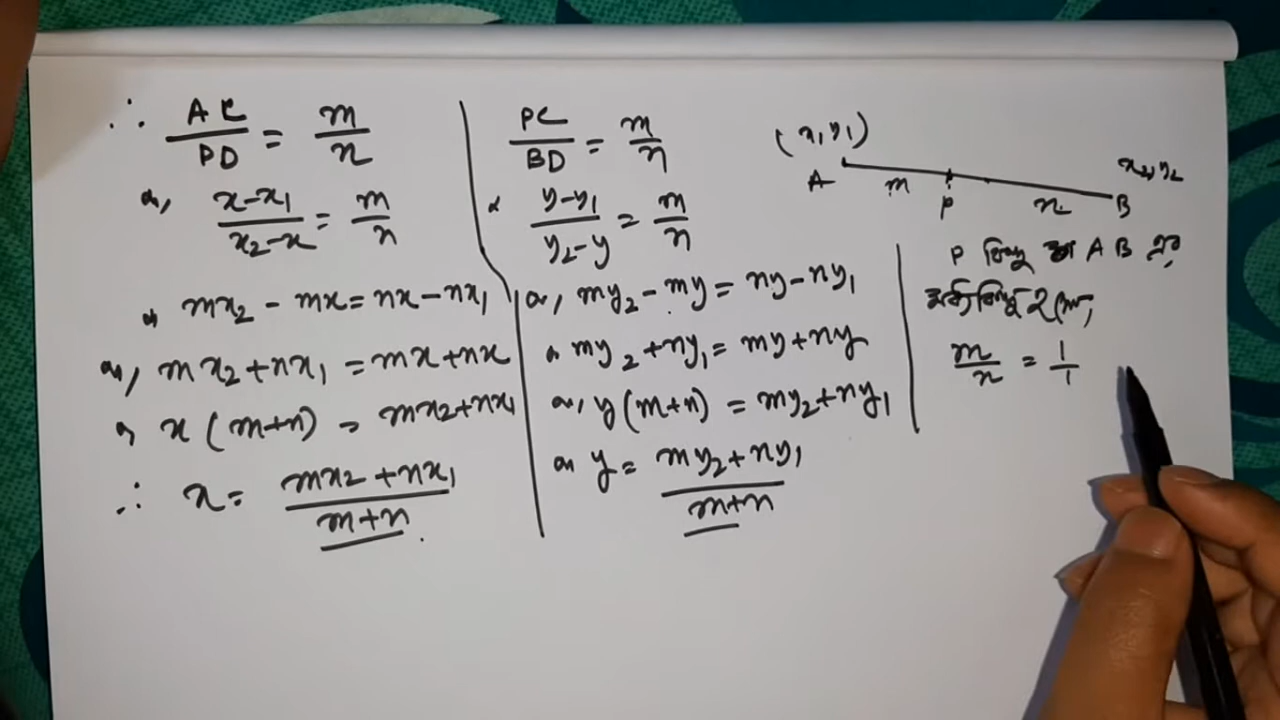 ∴ AC/PD = m/n
বা, x-x₁/x₂-x = m/n
বা mx₂ - mx = nx - nx₁
বা, mx₂ + nx₁ = mx + nx
বা x (m+n) = mx₂+nx₁
∴ x = mx₂ + nx₁/m+n
PC/BD = m/n
বা y-y₁/y₂-y = m/n
বা, my₂ - my = ny - ny₁
বা my₂ + ny₁ = my + ny
বা, y (m+n) = my₂ + ny₁
বা y = my₂ + ny₁/m+n
(x₁ y₁)
x₂, y₂
A m P n B
P বিন্দু AB এর
মধ্যবিন্দু হলে,
m/n = 1/1